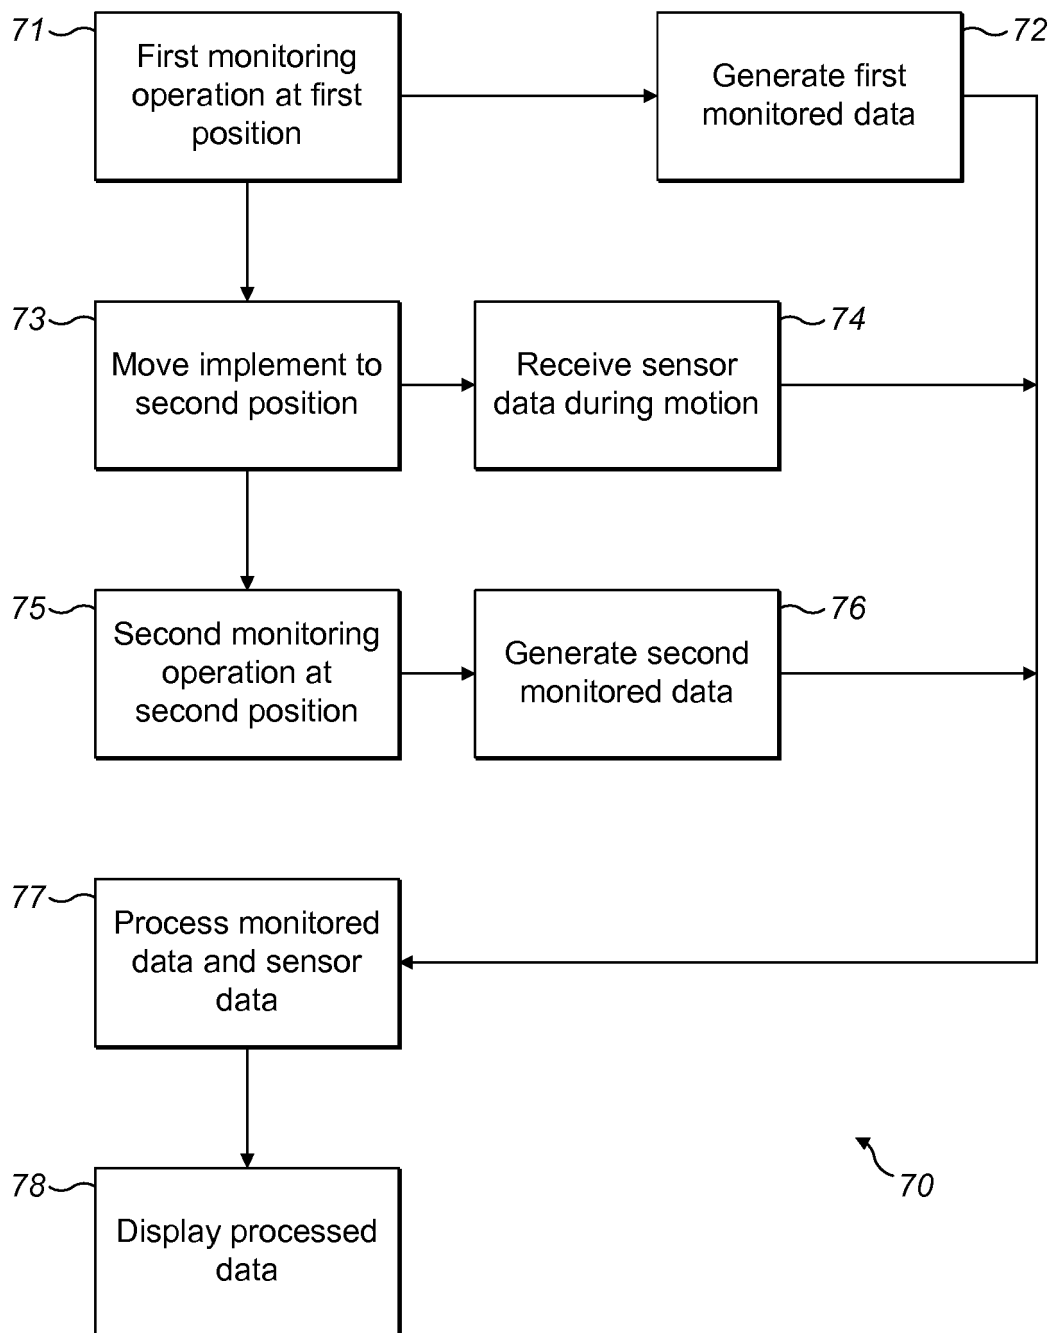 71
First monitoring
operation at first
position
72
Generate first
monitored data
73
Move implement to
second position
74
Receive sensor
data during motion
75
Second monitoring
operation at
second position
76
Generate second
monitored data
77
Process monitored
data and sensor
data
78
Display processed
data
70